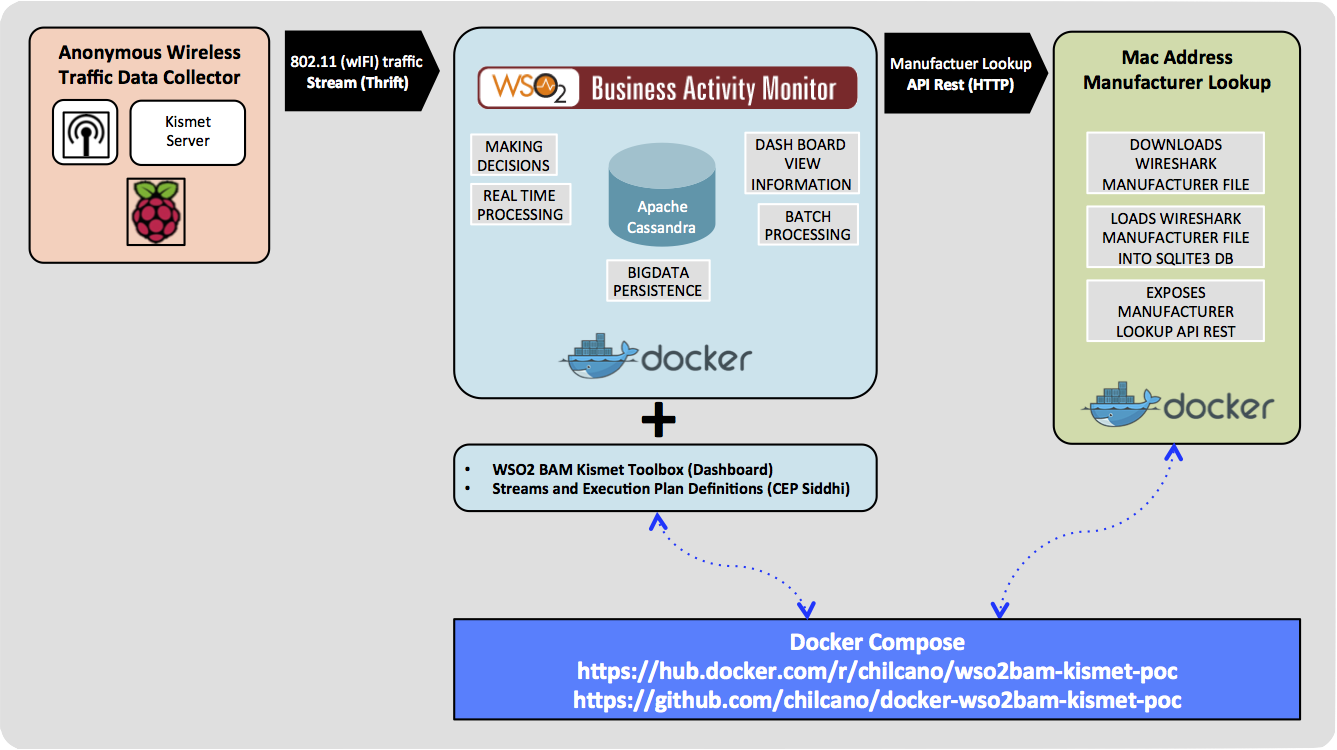 Anonymous Wireless
Traffic Data Collector
Kismet
Server
802.11 (wIFI) traffic
Stream (Thrift)
WSO2 Business Activity Monitor
MAKING
DECISIONS
REAL TIME
PROCESSING
Apache
Cassandra
DASH BOARD
VIEW
INFORMATION
BATCH
PROCESSING
BIGDATA
PERSISTENCE
docker
+
• WSO2 BAM Kismet Toolbox (Dashboard)
• Streams and Execution Plan Definitions (CEP Siddhi)
Manufactuer Lookup
API Rest (HTTP)
Mac Address
Manufacturer Lookup
DOWNLOADS
WIRESHARK
MANUFACTURER FILE
LOADS WIRESHARK
MANUFACTURER FILE
INTO SQLITE3 DB
EXPOSES
MANUFACTURER
LOOKUP API REST
docker
Docker Compose
https://hub.docker.com/r/chilcano/wso2bam-kismet-poc
https://github.com/chilcano/docker-wso2bam-kismet-poc